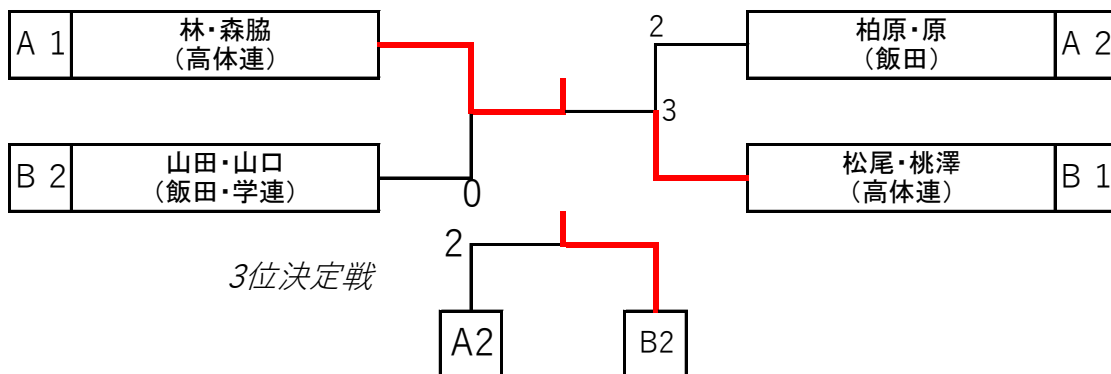 A 1
林・森脇
(高体連)
2
柏原・原
(飯田)
A 2
3
B 2
山田・山口
(飯田・学連)
0
松尾・桃澤
(高体連)
B 1
2
3位決定戦
A2
B2